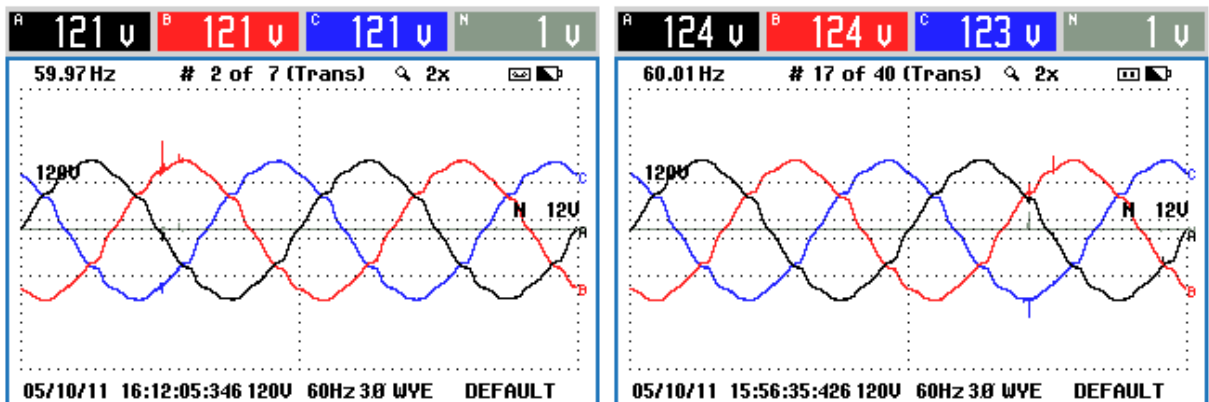 A 121 V B 121 V C 121 V N 1 V
59.97 Hz # 2 of 7 (Trans) 2x
120V
C
N 12V
A
B
05/10/11 16:12:05:346 120V 60Hz 3Ø WYE DEFAULT
A 124 V B 124 V C 123 V N 1 V
60.01 Hz # 17 of 40 (Trans) 2x
120V
C
N 12V
A
B
05/10/11 15:56:35:426 120V 60Hz 3Ø WYE DEFAULT